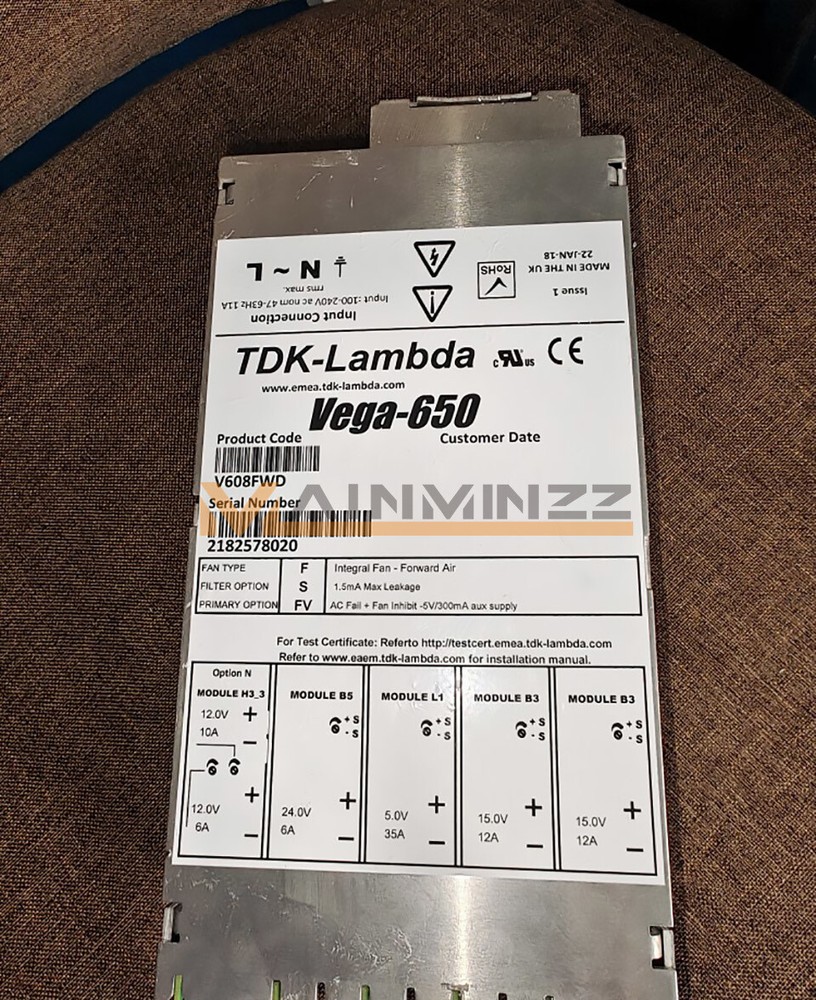 Issue 1
MADE IN THE UK
22-JAN-18
RoHS
L ~ N
Input Connection
Input: 100-240V ac nom 47-63Hz 11A
rms max.
TDK-Lambda c RU us CE
www.emea.tdk-lambda.com
Vega-650
Product Code Customer Date
V608FWD
AINMINZZ
Serial Number
2182578020
FAN TYPE F Integral Fan - Forward Air
FILTER OPTION S 1.5mA Max Leakage
PRIMARY OPTION FV AC Fail + Fan Inhibit -5V/300mA aux supply
For Test Certificate: Referto http://testcert.emea.tdk-lambda.com
Refer to www.eaem.tdk-lambda.com for installation manual.
Option N
MODULE H3_3
12.0V +
10A -
12.0V +
6A -
MODULE B5
+ S
- S
24.0V +
6A -
MODULE L1
+ S
- S
5.0V +
35A -
MODULE B3
+ S
- S
15.0V +
12A -
MODULE B3
+ S
- S
15.0V +
12A -